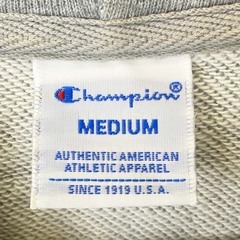 Champion®
MEDIUM
AUTHENTIC AMERICAN
ATHLETIC APPAREL
SINCE 1919 U.S.A.